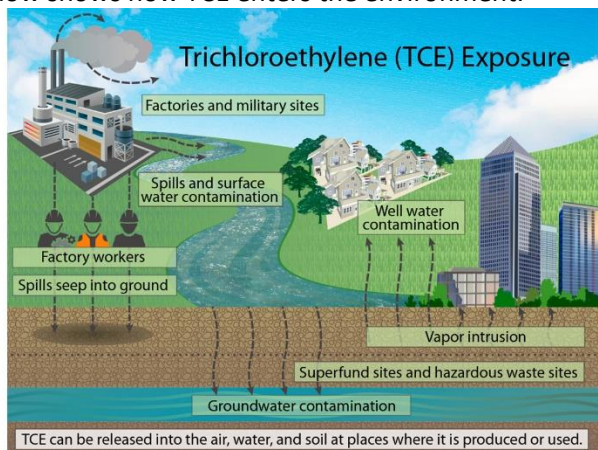 Trichloroethylene (TCE) Exposure
Factories and military sites
Spills and surface
water contamination
Well water
contamination
Factory workers
Spills seep into ground
Vapor intrusion
Superfund sites and hazardous waste sites
Groundwater contamination
TCE can be released into the air, water, and soil at places where it is produced or used.